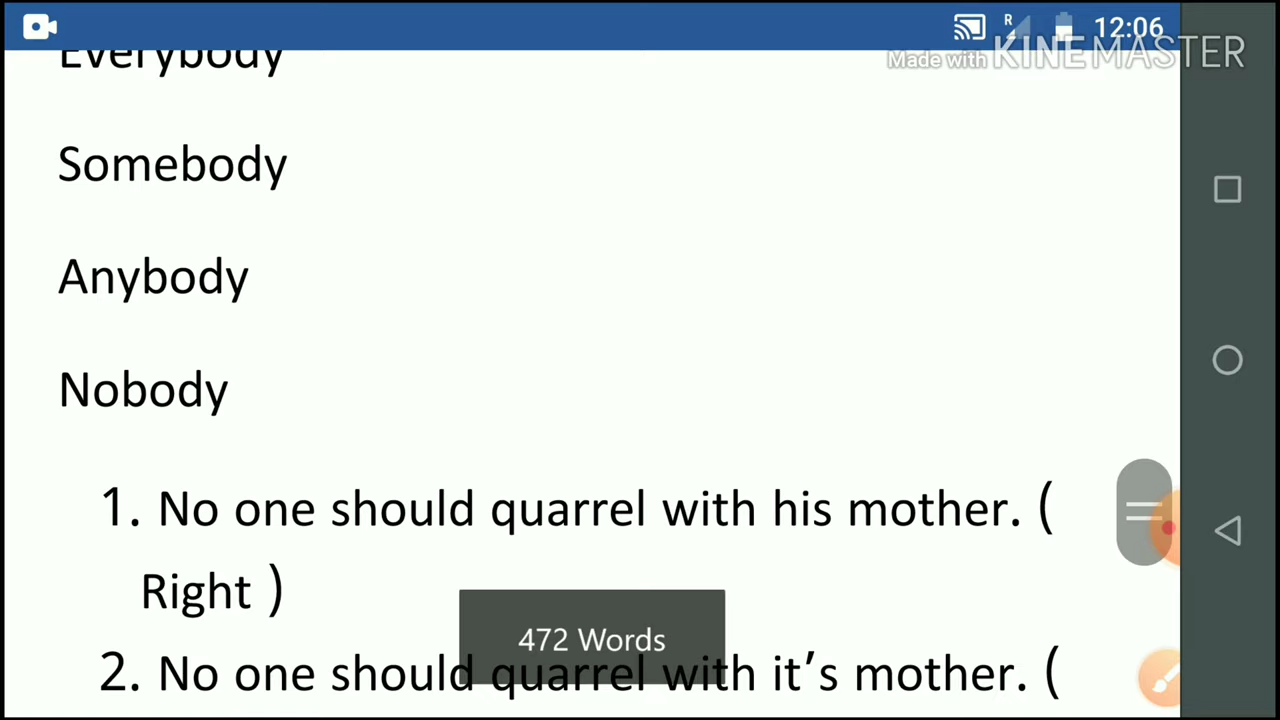 R 12:06
Made with KINEMASTER
Everybody
Somebody
Anybody
Nobody
1. No one should quarrel with his mother. (
Right )
472 Words
2. No one should quarrel with it’s mother. (